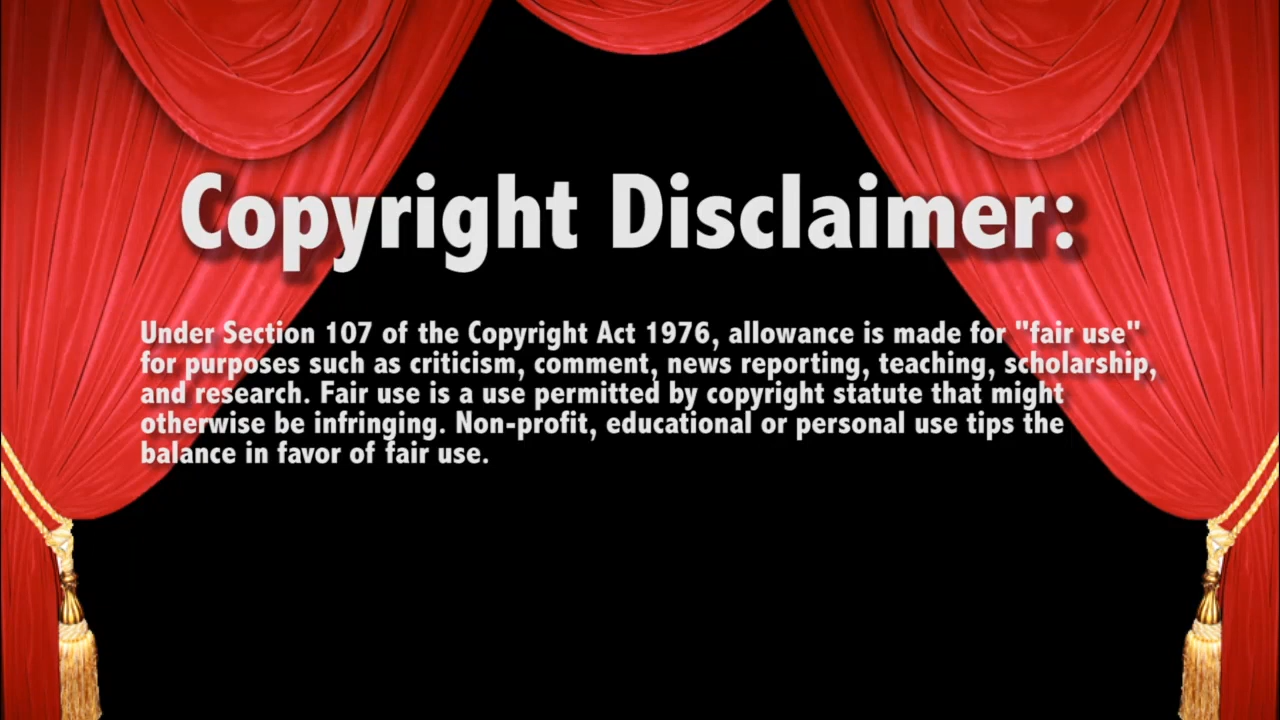 Copyright Disclaimer:
Under Section 107 of the Copyright Act 1976, allowance is made for "fair use"
for purposes such as criticism, comment, news reporting, teaching, scholarship,
and research. Fair use is a use permitted by copyright statute that might
otherwise be infringing. Non-profit, educational or personal use tips the
balance in favor of fair use.